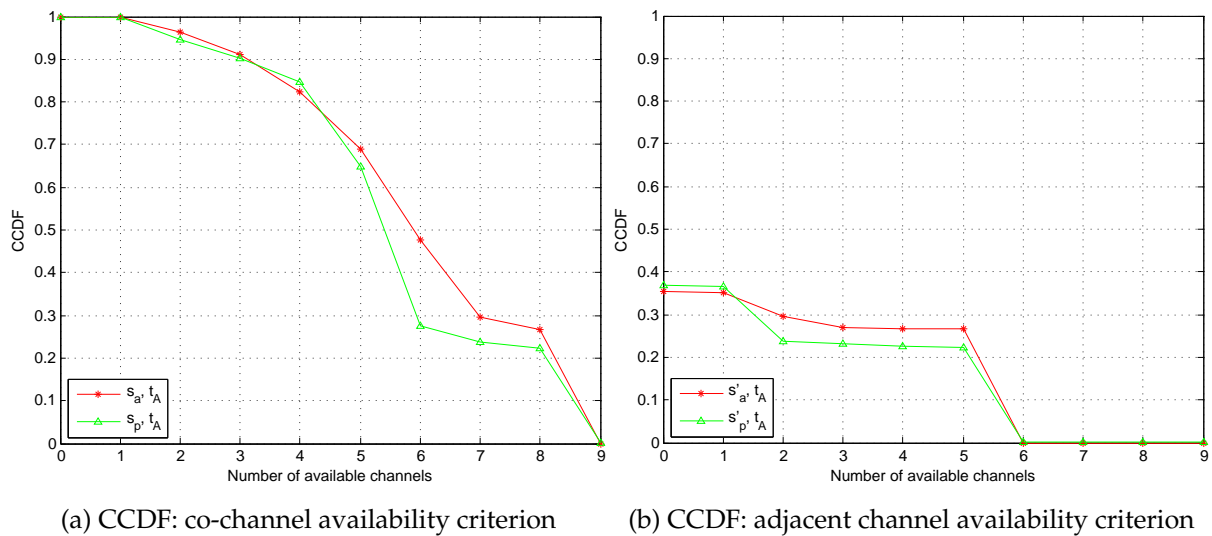 1
0.9
0.8
0.7
0.6
0.5
0.4
0.3
0.2
0.1
0
CCDF
s_a, t_A
s_p, t_A
0 1 2 3 4 5 6 7 8 9
Number of available channels
(a) CCDF: co-channel availability criterion
1
0.9
0.8
0.7
0.6
0.5
0.4
0.3
0.2
0.1
0
CCDF
s'_a, t_A
s'_p, t_A
0 1 2 3 4 5 6 7 8 9
Number of available channels
(b) CCDF: adjacent channel availability criterion